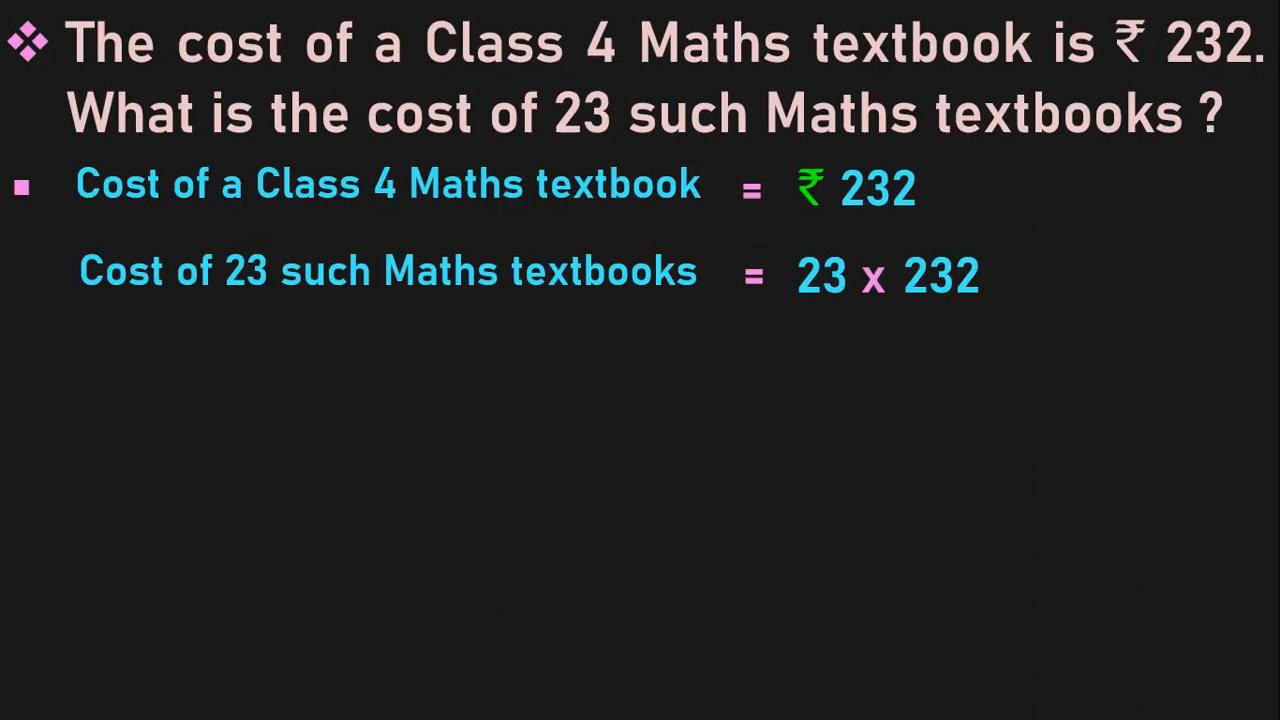 ❖ The cost of a Class 4 Maths textbook is ₹ 232.
What is the cost of 23 such Maths textbooks ?
▪ Cost of a Class 4 Maths textbook = ₹ 232
Cost of 23 such Maths textbooks = 23 x 232